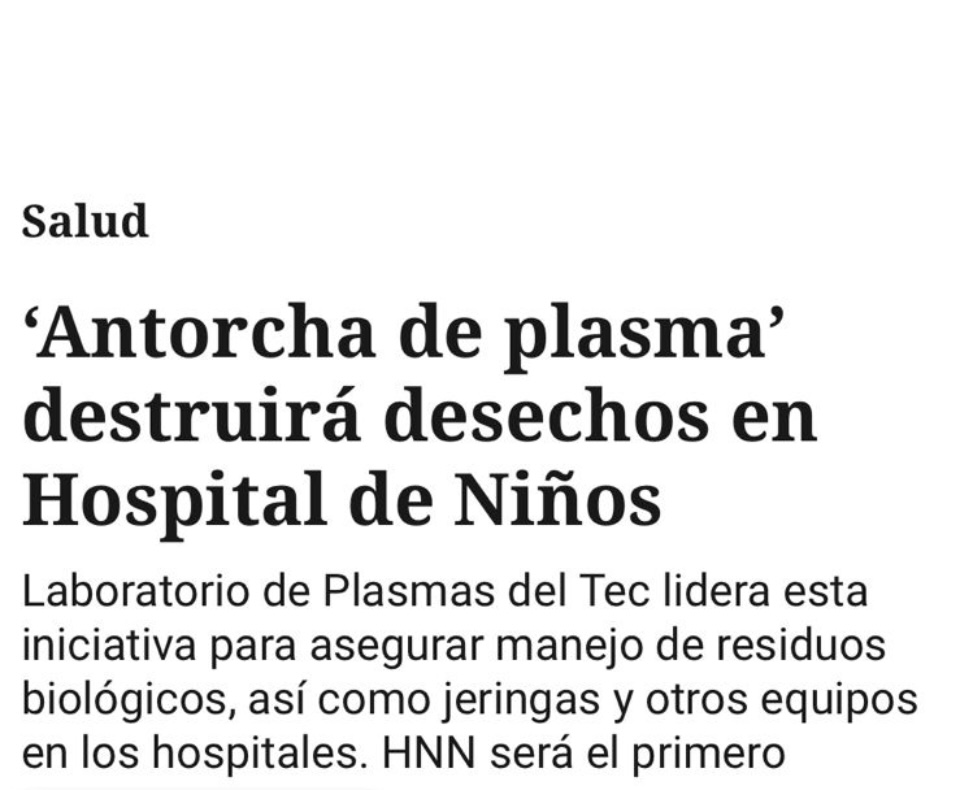 Salud
‘Antorcha de plasma’
destruirá desechos en
Hospital de Niños
Laboratorio de Plasmas del Tec lidera esta
iniciativa para asegurar manejo de residuos
biológicos, así como jeringas y otros equipos
en los hospitales. HNN será el primero